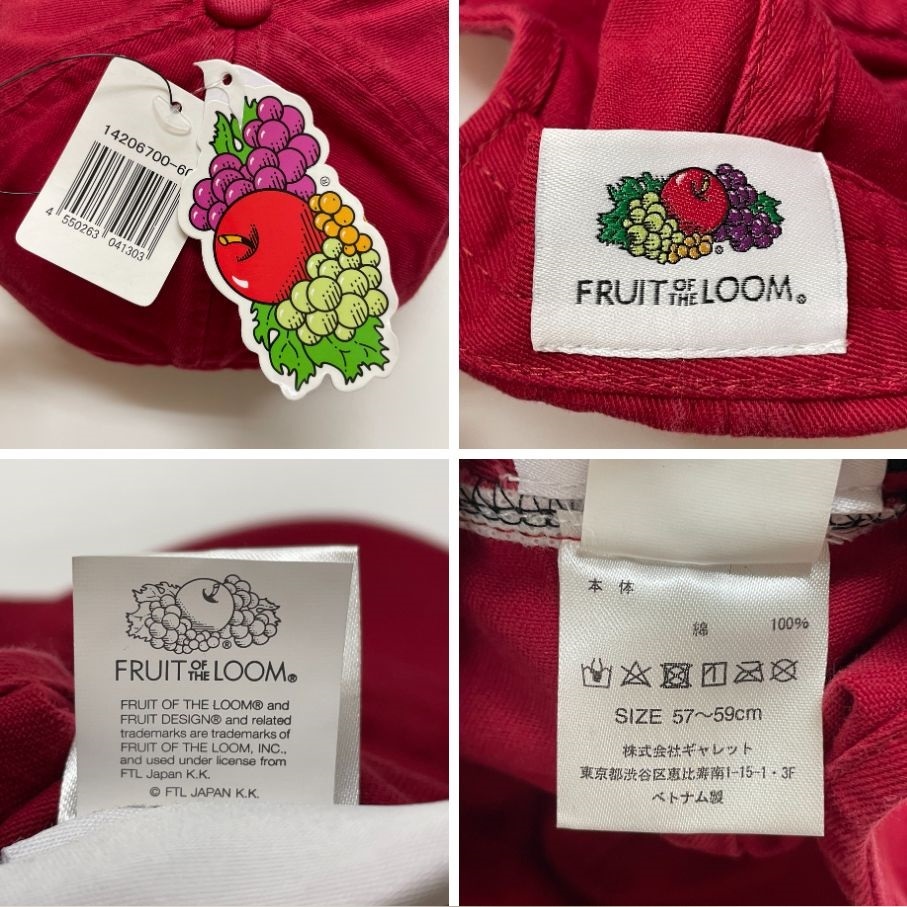 14206700-6
4 550263 041303
®
FRUIT OF THE LOOM®
FRUIT OF THE LOOM®
FRUIT OF THE LOOM® and
FRUIT DESIGN® and related
trademarks are trademarks of
FRUIT OF THE LOOM, INC.,
and used under license from
FTL Japan K.K.
© FTL JAPAN K.K.
本 体
綿 100%
SIZE 57〜59cm
株式会社ギャレット
東京都渋谷区恵比寿南1-15-1・3F
ベトナム製